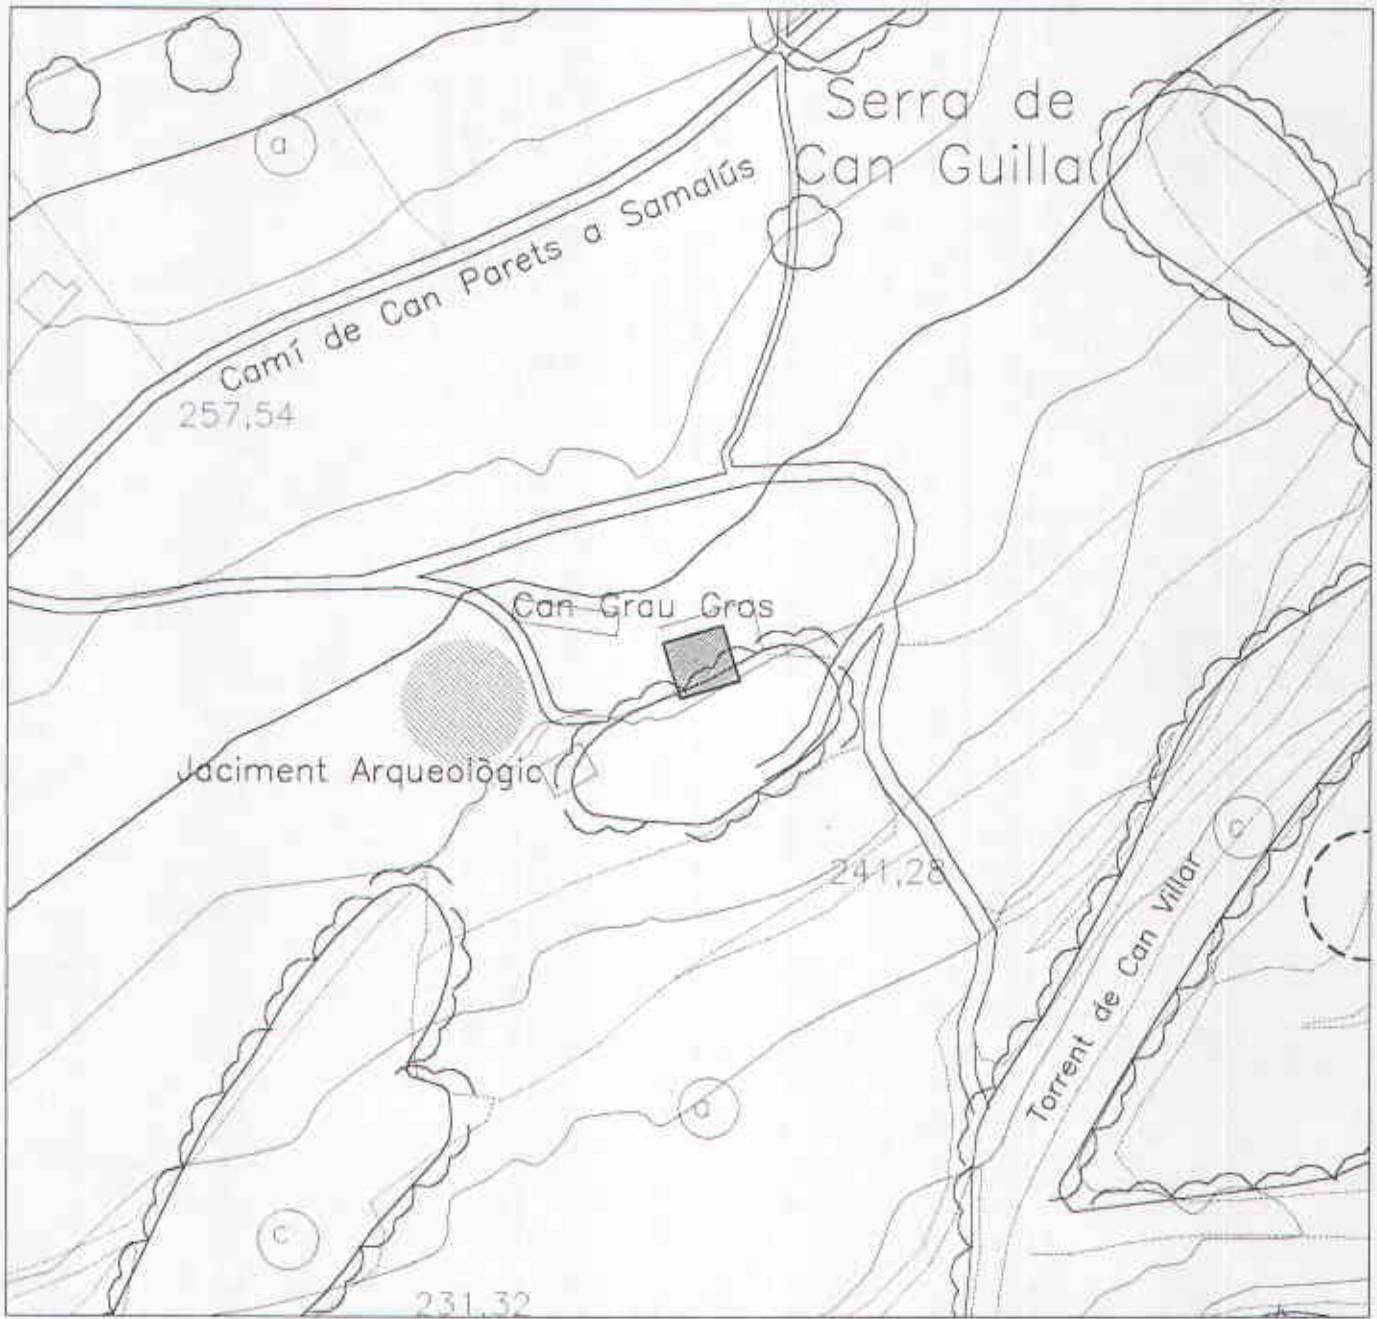 a
Serra de
Can Guilla
Camí de Can Parets a Samalús
257,54
Can Grau Gros
Jaciment Arqueològic
241,28
c
Torrent de Can Villar
a
c
231,32